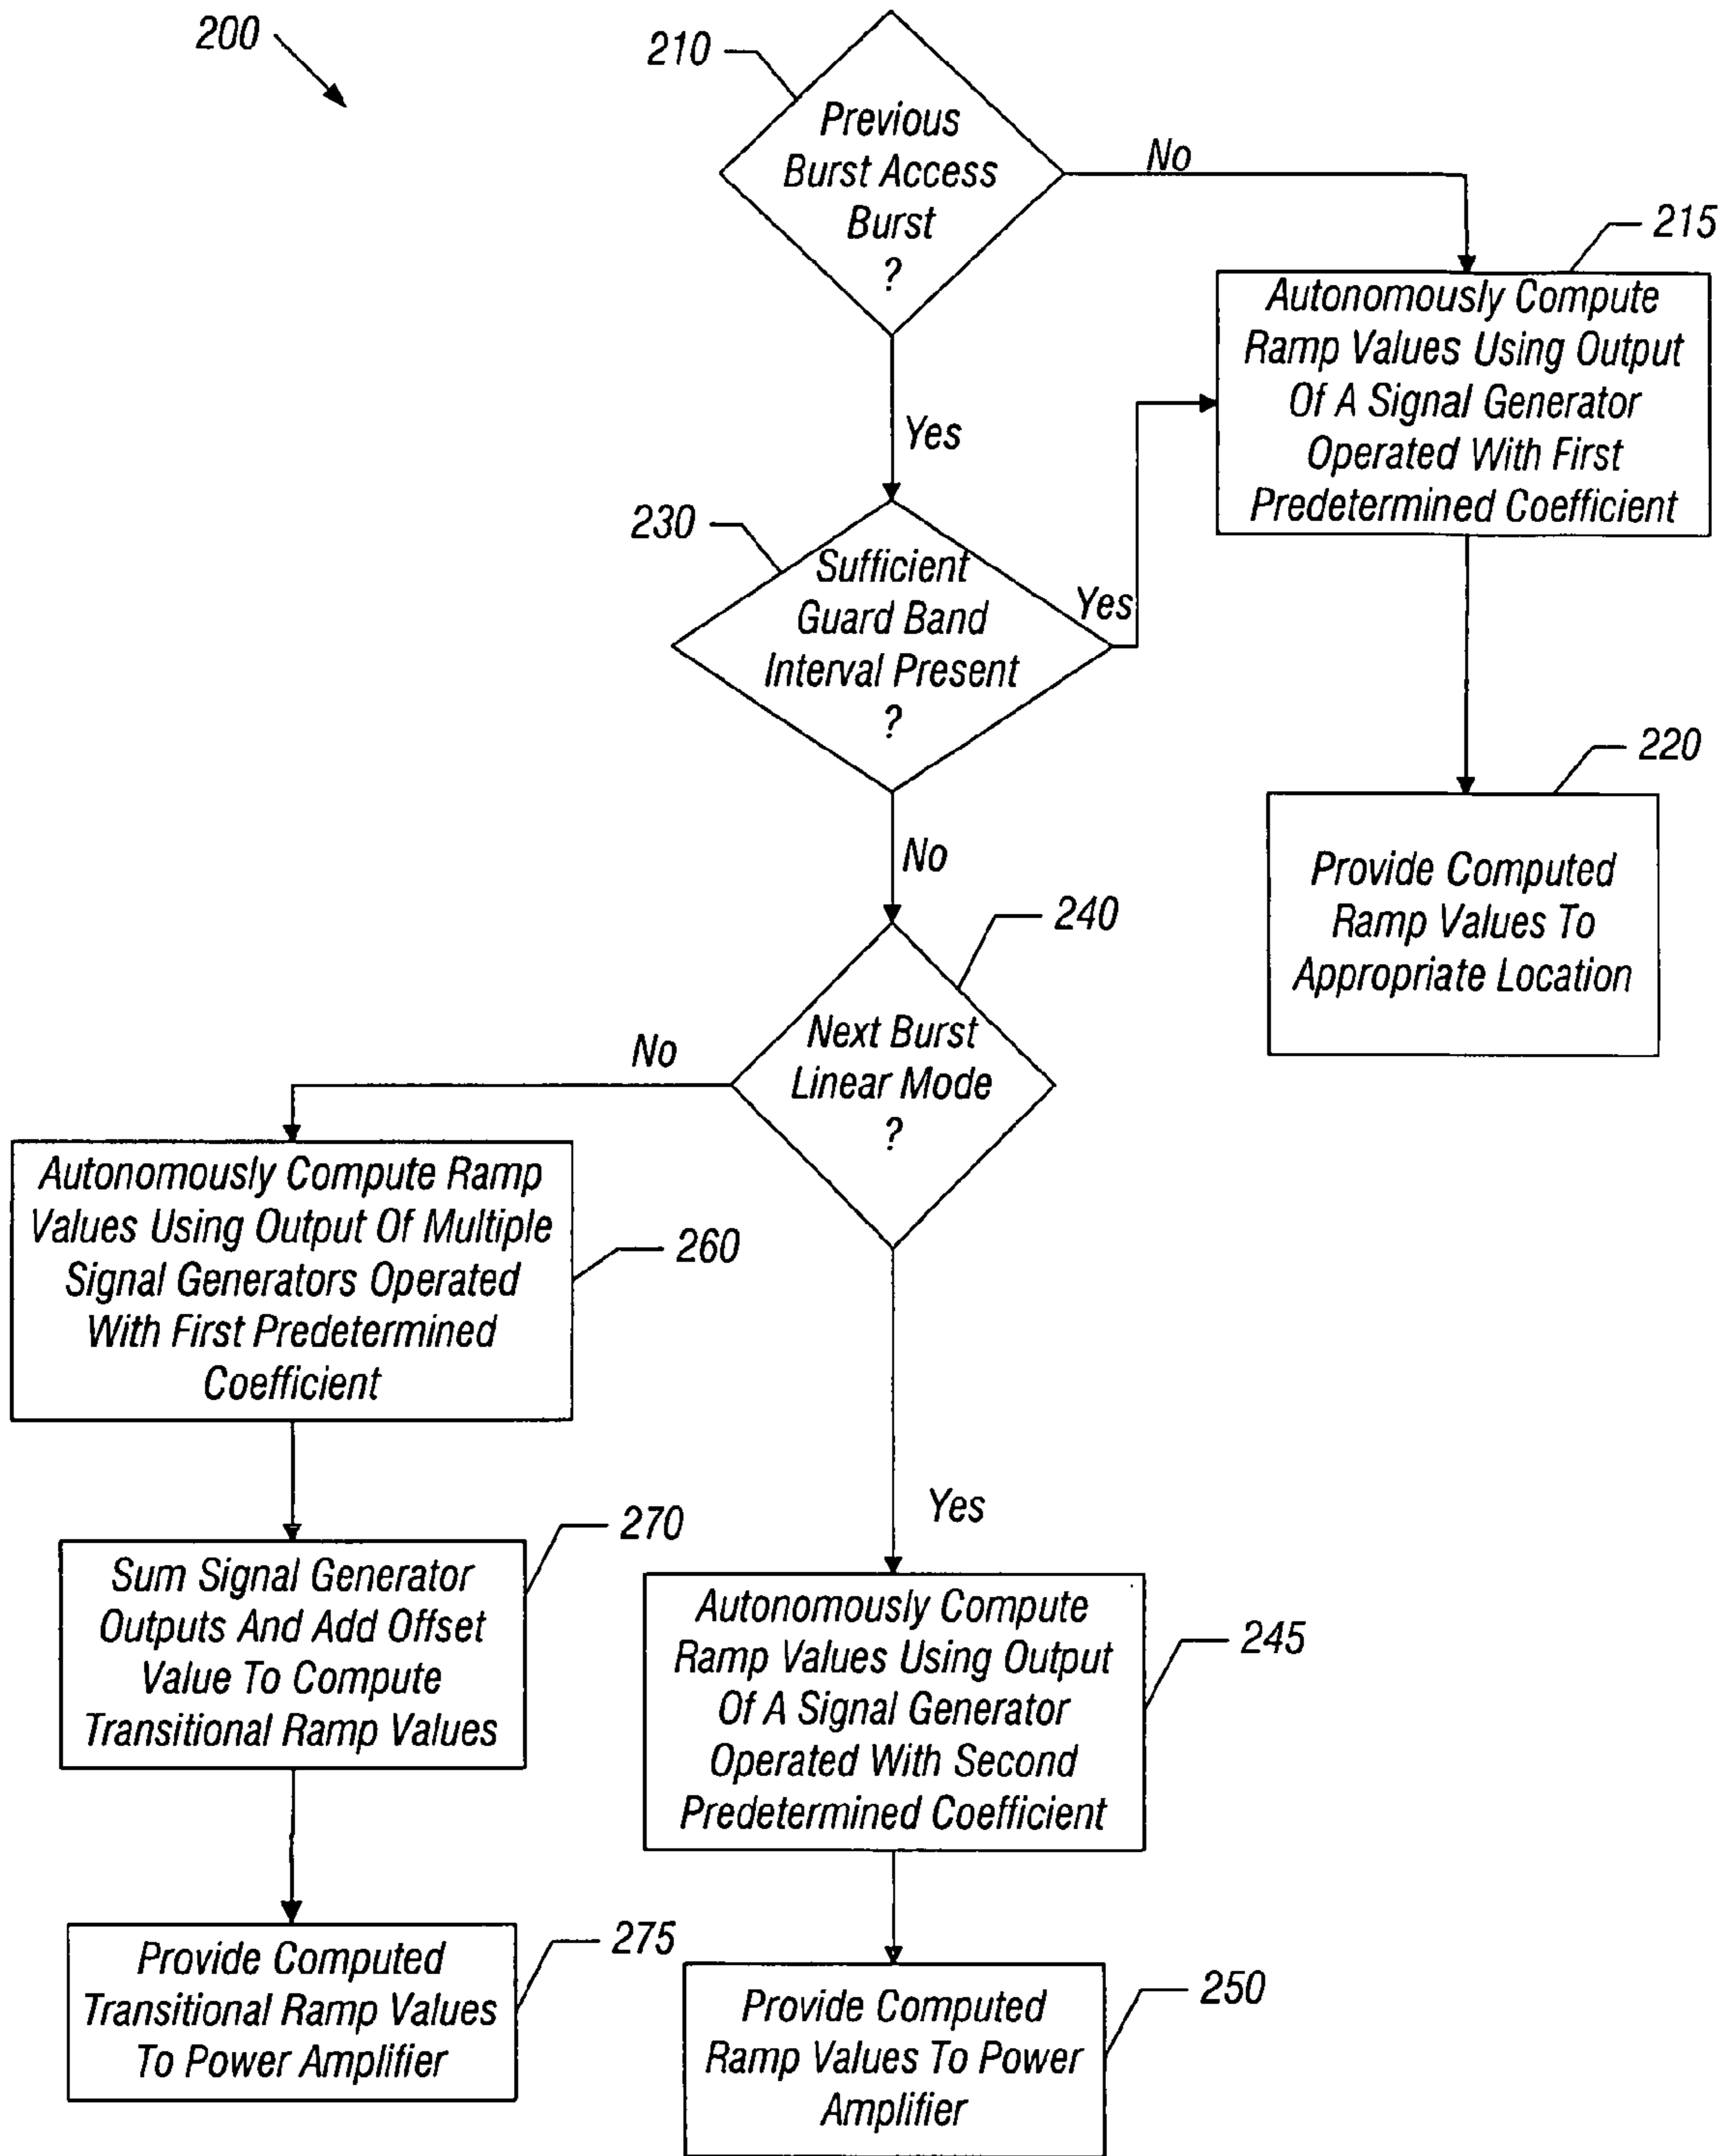 200
210
Previous
Burst Access
Burst
?
No
Yes
215
Autonomously Compute
Ramp Values Using Output
Of A Signal Generator
Operated With First
Predetermined Coefficient
230
Sufficient
Guard Band
Interval Present
?
Yes
No
220
Provide Computed
Ramp Values To
Appropriate Location
240
Next Burst
Linear Mode
?
No
Yes
Autonomously Compute Ramp
Values Using Output Of Multiple
Signal Generators Operated
With First Predetermined
Coefficient
260
270
Sum Signal Generator
Outputs And Add Offset
Value To Compute
Transitional Ramp Values
Autonomously Compute
Ramp Values Using Output
Of A Signal Generator
Operated With Second
Predetermined Coefficient
245
Provide Computed
Transitional Ramp Values
To Power Amplifier
275
Provide Computed
Ramp Values To Power
Amplifier
250